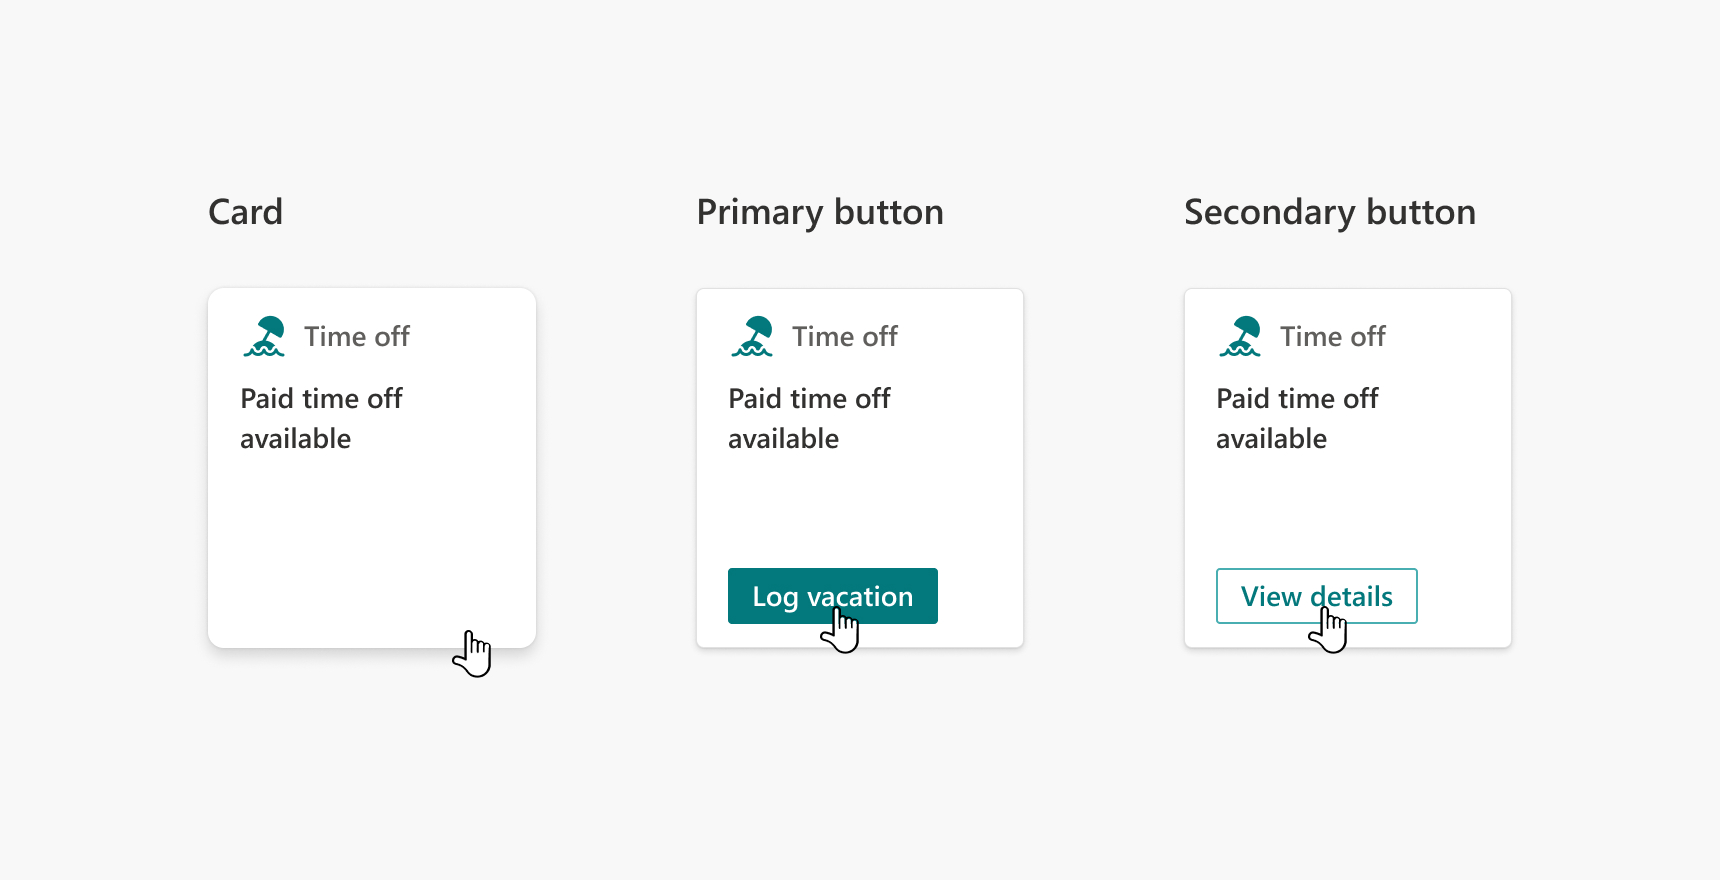 Card
Time off
Paid time off
available
Primary button
Time off
Paid time off
available
Log vacation
Secondary button
Time off
Paid time off
available
View details